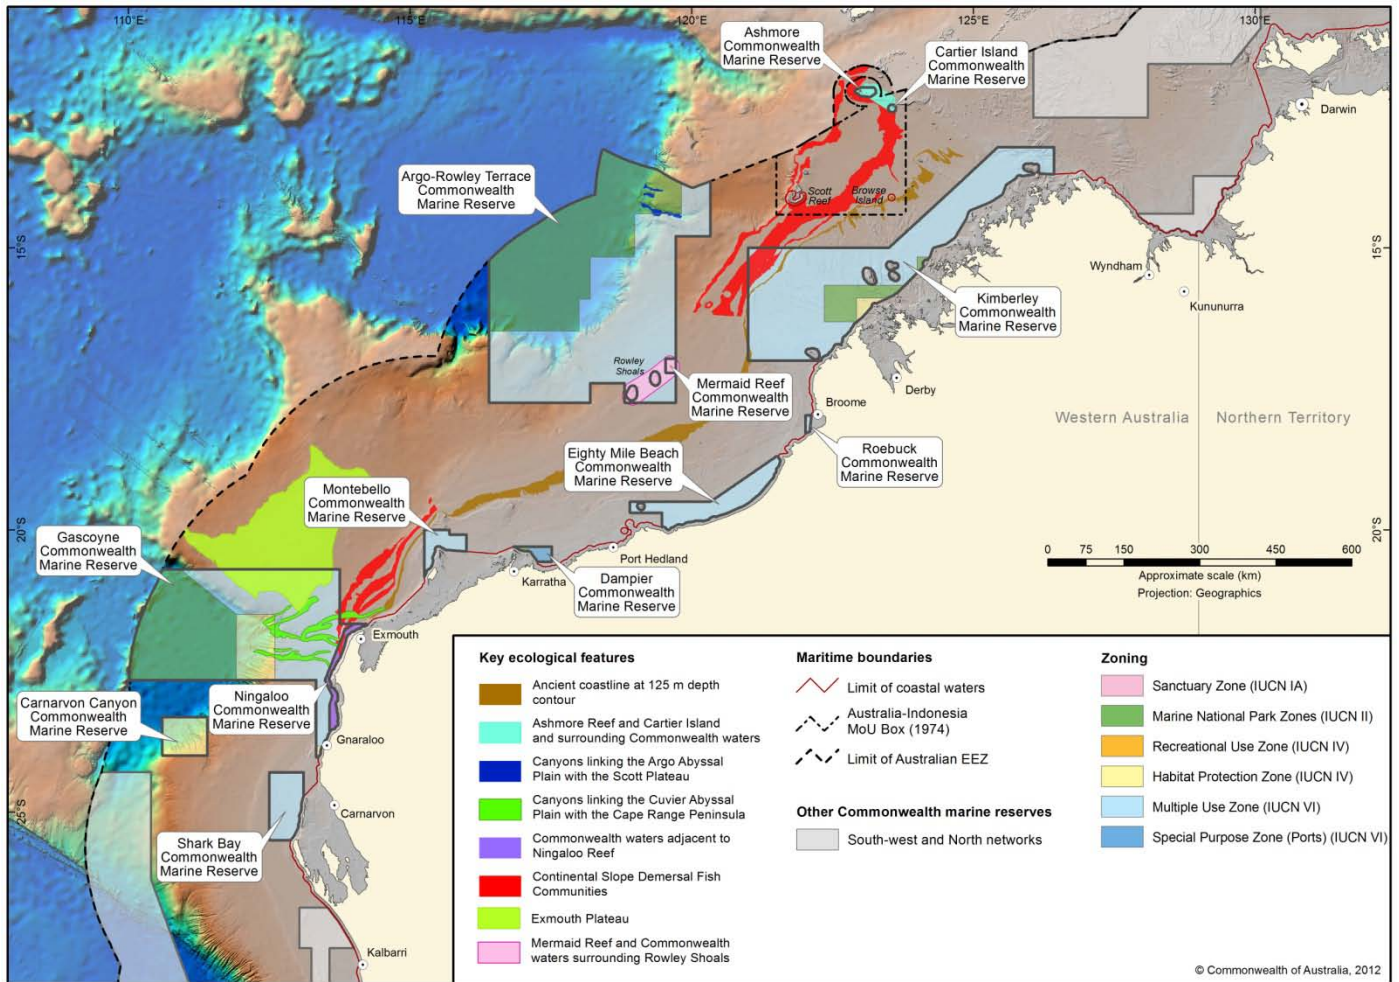 110°E
115°E
120°E
125°E
130°E
Ashmore
Commonwealth
Marine Reserve
Cartier Island
Commonwealth
Marine Reserve
Darwin
Argo-Rowley Terrace
Commonwealth
Marine Reserve
Scott
Reef
Browse
Island
15°S
15°S
Wyndham
Kununurra
Kimberley
Commonwealth
Marine Reserve
Rowley
Shoals
Mermaid Reef
Commonwealth
Marine Reserve
Derby
Broome
Western Australia
Northern Territory
Roebuck
Commonwealth
Marine Reserve
Eighty Mile Beach
Commonwealth
Marine Reserve
Montebello
Commonwealth
Marine Reserve
20°S
20°S
Gascoyne
Commonwealth
Marine Reserve
Port Hedland
Karratha
Dampier
Commonwealth
Marine Reserve
0 75 150 300 450 600
Approximate scale (km)
Projection: Geographics
Exmouth
Ningaloo
Commonwealth
Marine Reserve
Carnarvon Canyon
Commonwealth
Marine Reserve
Gnaraloo
25°S
Carnarvon
Shark Bay
Commonwealth
Marine Reserve
Kalbarri
Key ecological features
Ancient coastline at 125 m depth
contour
Ashmore Reef and Cartier Island
and surrounding Commonwealth waters
Canyons linking the Argo Abyssal
Plain with the Scott Plateau
Canyons linking the Cuvier Abyssal
Plain with the Cape Range Peninsula
Commonwealth waters adjacent to
Ningaloo Reef
Continental Slope Demersal Fish
Communities
Exmouth Plateau
Mermaid Reef and Commonwealth
waters surrounding Rowley Shoals
Maritime boundaries
Limit of coastal waters
Australia-Indonesia
MoU Box (1974)
Limit of Australian EEZ
Other Commonwealth marine reserves
South-west and North networks
Zoning
Sanctuary Zone (IUCN IA)
Marine National Park Zones (IUCN II)
Recreational Use Zone (IUCN IV)
Habitat Protection Zone (IUCN IV)
Multiple Use Zone (IUCN VI)
Special Purpose Zone (Ports) (IUCN VI)
© Commonwealth of Australia, 2012